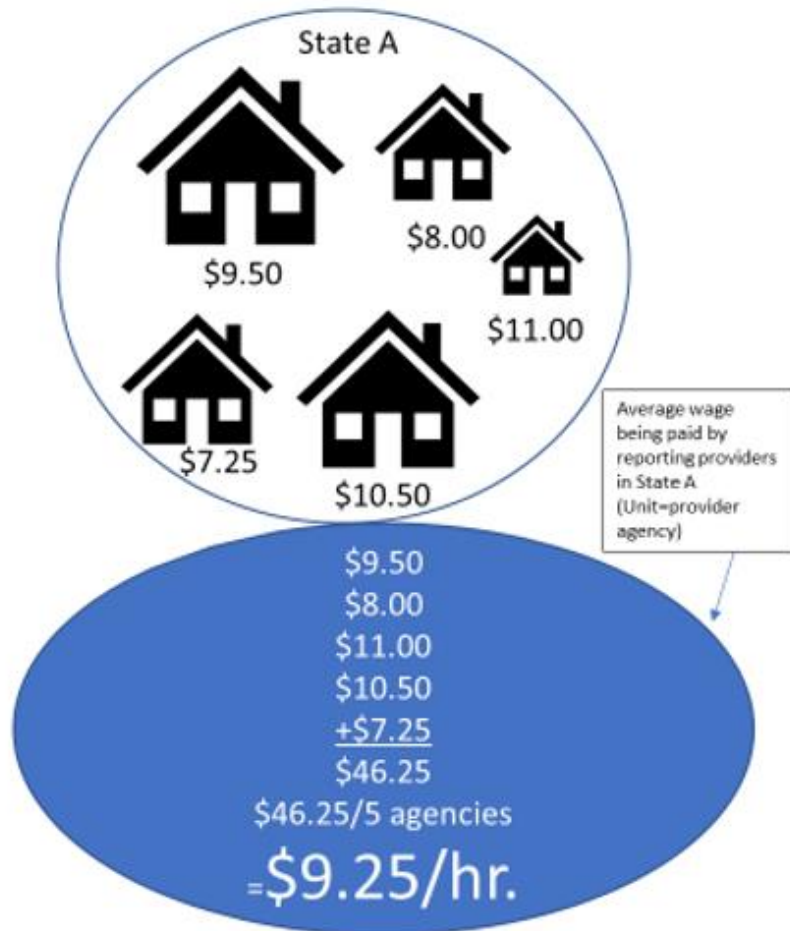 State A
$9.50
$8.00
$11.00
$7.25
$10.50
Average wage
being paid by
reporting providers
in State A
(Unit=provider
agency)
$9.50
$8.00
$11.00
$10.50
+$7.25
$46.25
$46.25/5 agencies
=$9.25/hr.